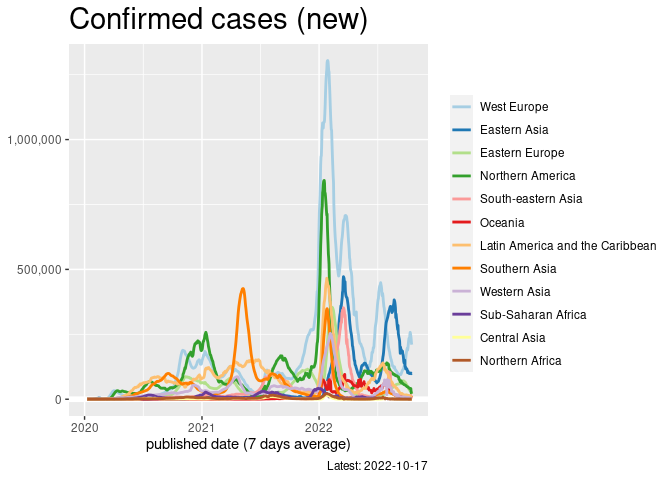 Confirmed cases (new)
1,000,000
500,000
0
2020
2021
2022
published date (7 days average)
Latest: 2022-10-17
West Europe
Eastern Asia
Eastern Europe
Northern America
South-eastern Asia
Oceania
Latin America and the Caribbean
Southern Asia
Western Asia
Sub-Saharan Africa
Central Asia
Northern Africa